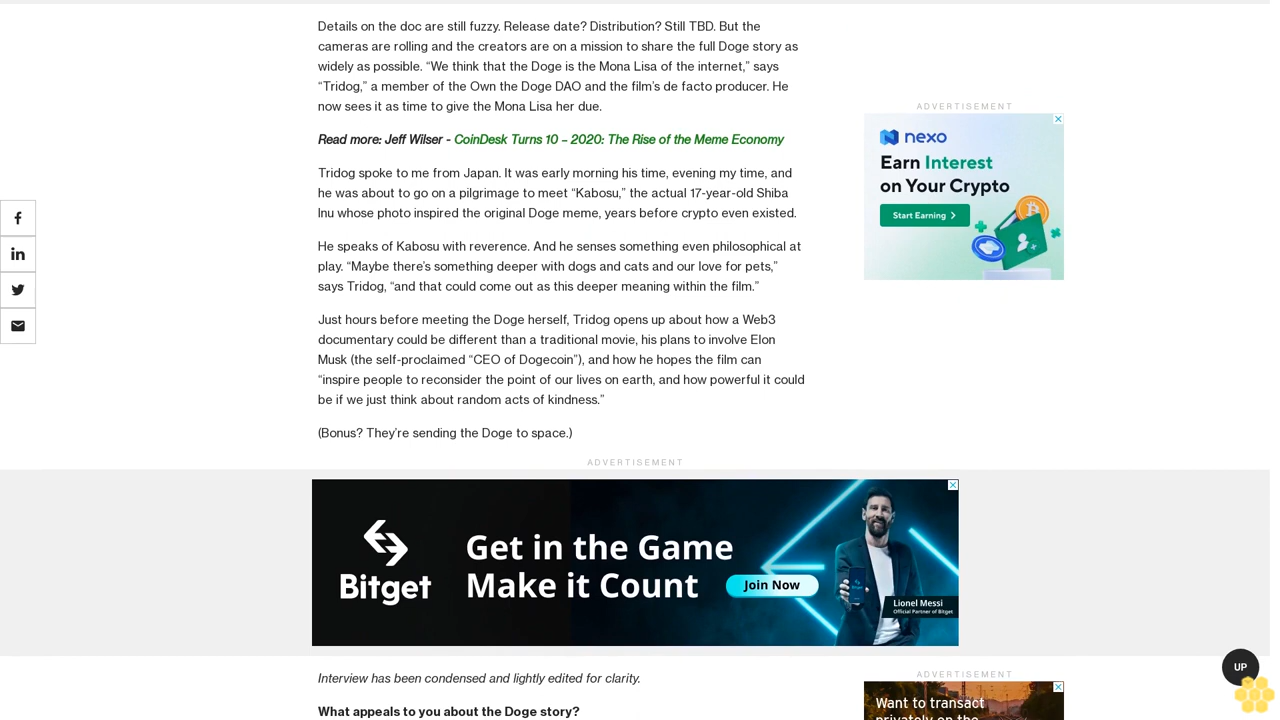 Details on the doc are still fuzzy. Release date? Distribution? Still TBD. But the
cameras are rolling and the creators are on a mission to share the full Doge story as
widely as possible. “We think that the Doge is the Mona Lisa of the internet,” says
“Tridog,” a member of the Own the Doge DAO and the film’s de facto producer. He
now sees it as time to give the Mona Lisa her due.
Read more: Jeff Wilser - CoinDesk Turns 10 – 2020: The Rise of the Meme Economy
Tridog spoke to me from Japan. It was early morning his time, evening my time, and
he was about to go on a pilgrimage to meet “Kabosu,” the actual 17-year-old Shiba
Inu whose photo inspired the original Doge meme, years before crypto even existed.
He speaks of Kabosu with reverence. And he senses something even philosophical at
play. “Maybe there’s something deeper with dogs and cats and our love for pets,”
says Tridog, “and that could come out as this deeper meaning within the film.”
Just hours before meeting the Doge herself, Tridog opens up about how a Web3
documentary could be different than a traditional movie, his plans to involve Elon
Musk (the self-proclaimed “CEO of Dogecoin”), and how he hopes the film can
“inspire people to reconsider the point of our lives on earth, and how powerful it could
be if we just think about random acts of kindness.”
(Bonus? They’re sending the Doge to space.)
ADVERTISEMENT
nexo
Earn Interest
on Your Crypto
Start Earning
ADVERTISEMENT
Bitget
Get in the Game
Make it Count
Join Now
Lionel Messi
Official Partner of Bitget
Interview has been condensed and lightly edited for clarity.
What appeals to you about the Doge story?
ADVERTISEMENT
Want to transact
privately on the
UP